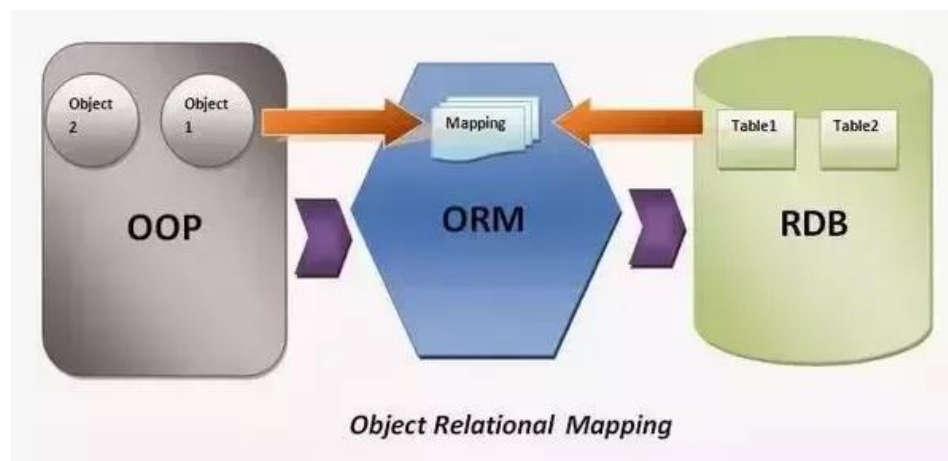 Object
2
Object
1
OOP
Mapping
ORM
Table1
Table2
RDB
Object Relational Mapping